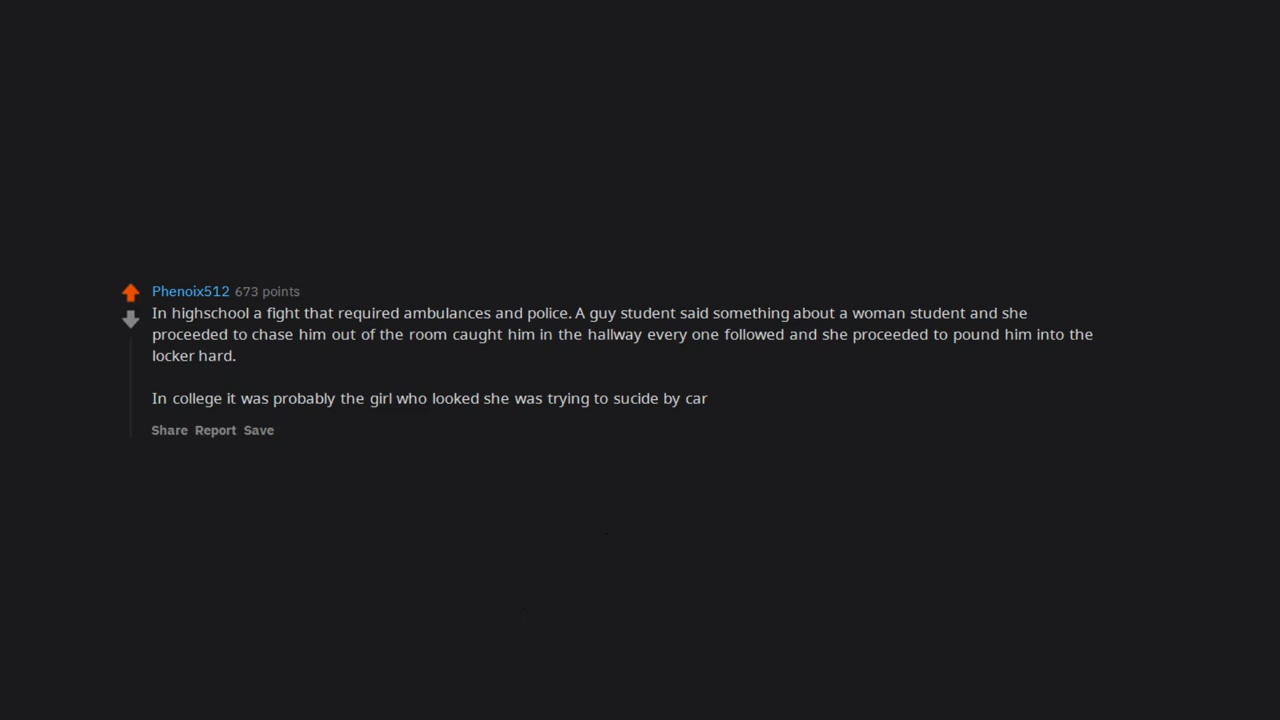 Phenoix512 673 points
In highschool a fight that required ambulances and police. A guy student said something about a woman student and she
proceeded to chase him out of the room caught him in the hallway every one followed and she proceeded to pound him into the
locker hard.
In college it was probably the girl who looked she was trying to sucide by car
Share Report Save